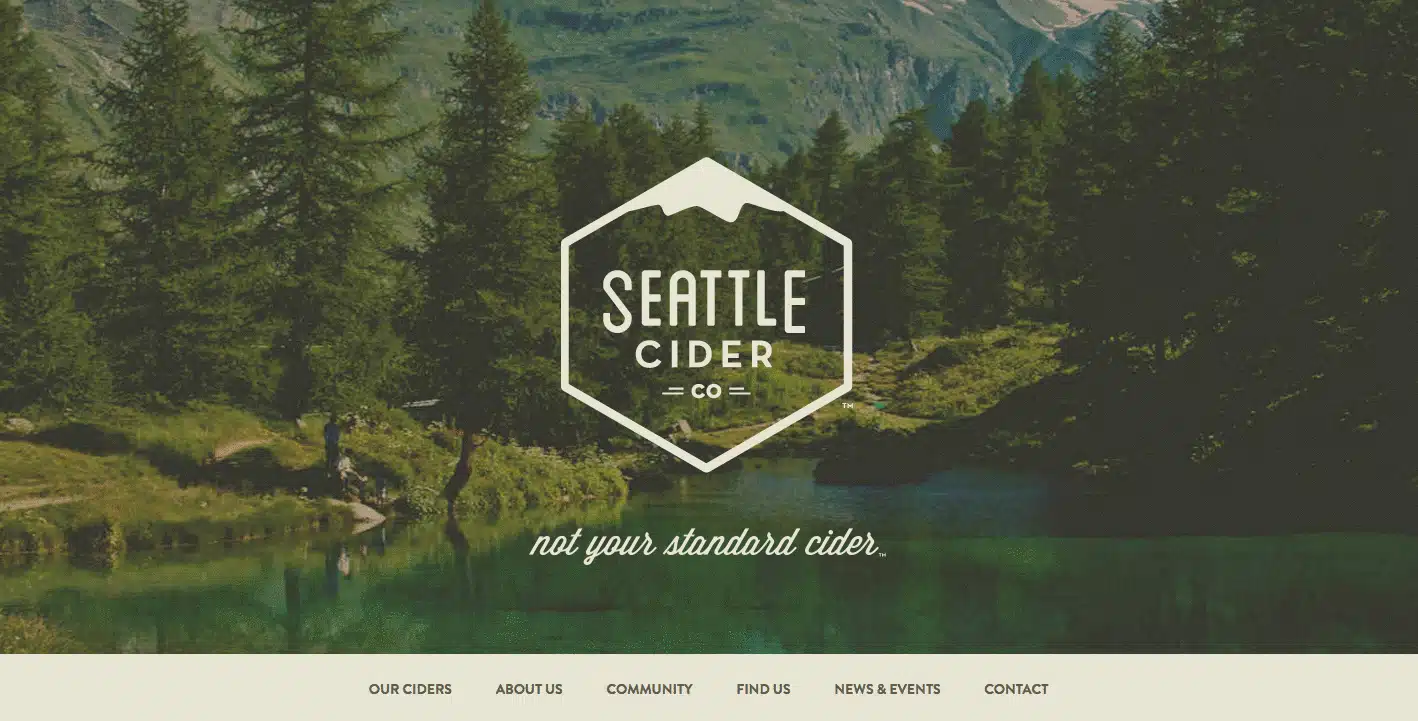 SEATTLE
CIDER
CO
™
not your standard cider™
OUR CIDERS ABOUT US COMMUNITY FIND US NEWS & EVENTS CONTACT